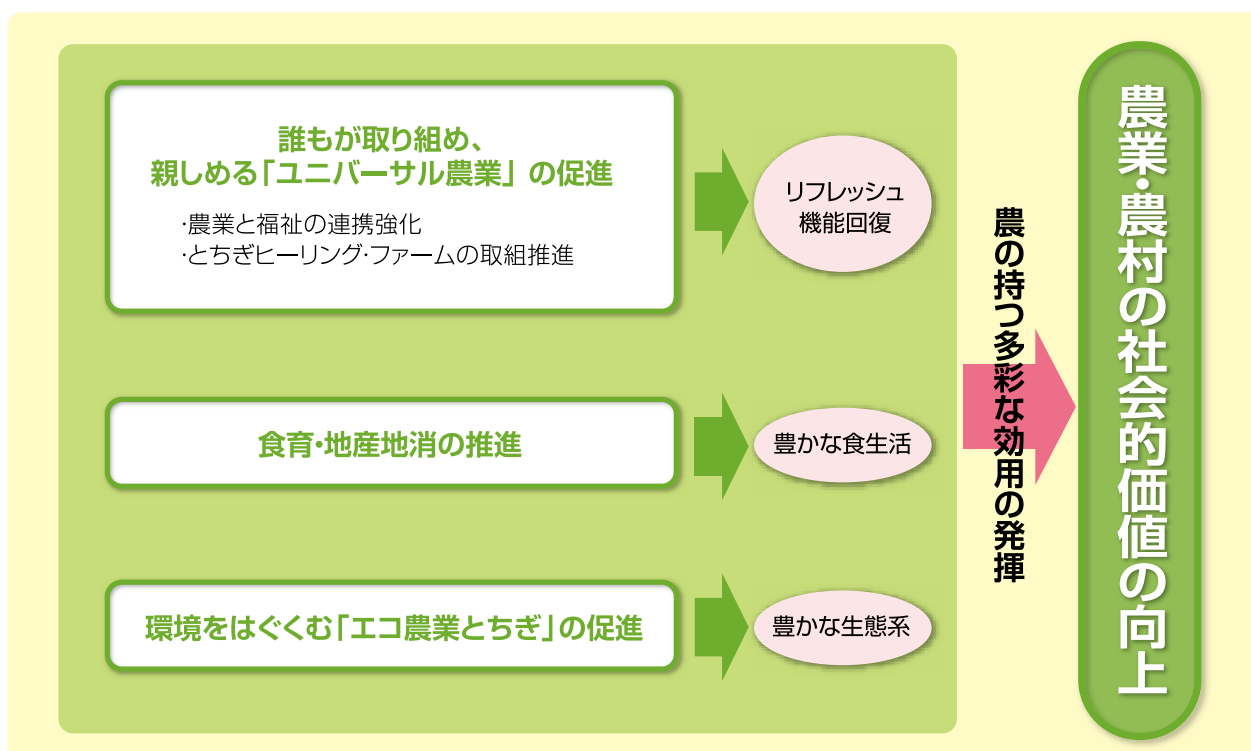 誰もが取り組め、
親しめる「ユニバーサル農業」の促進
・農業と福祉の連携強化
・とちぎヒーリング・ファームの取組推進
リフレッシュ
機能回復
食育・地産地消の推進
豊かな食生活
環境をはぐくむ「エコ農業とちぎ」の促進
豊かな生態系
農の持つ多彩な効用の発揮
農業・農村の社会的価値の向上